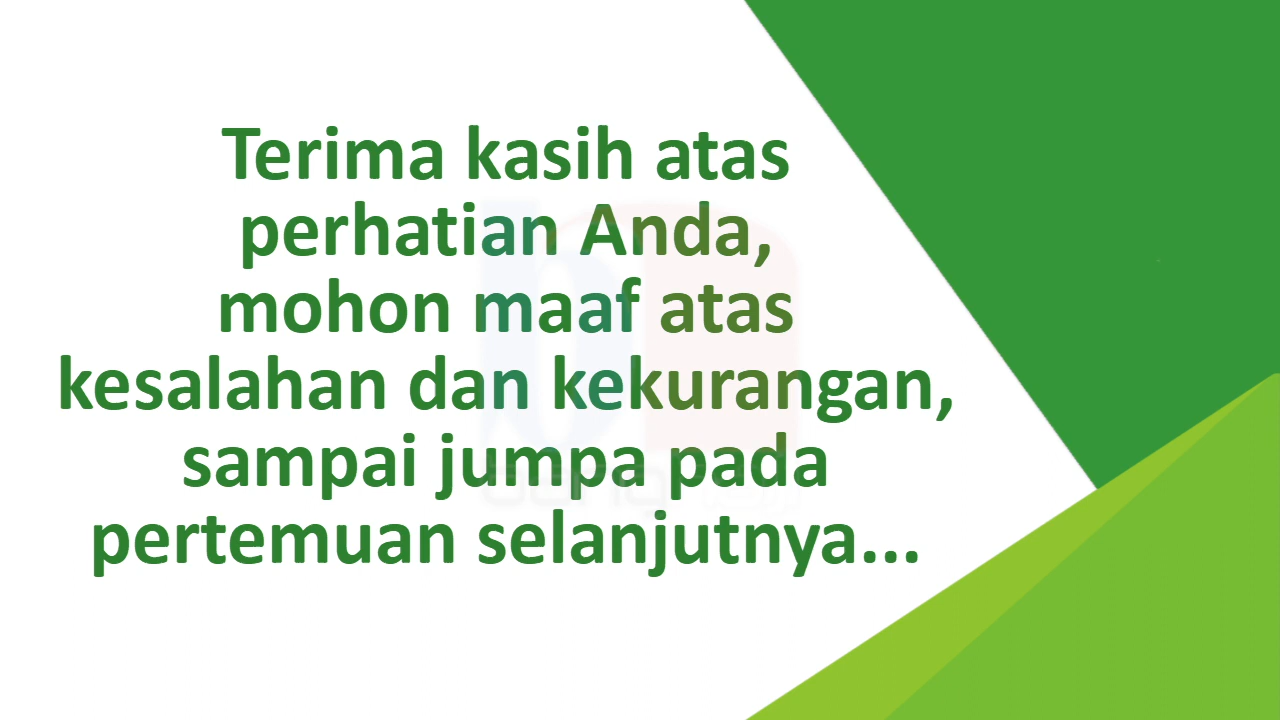 Terima kasih atas
perhatian Anda,
mohon maaf atas
kesalahan dan kekurangan,
sampai jumpa pada
pertemuan selanjutnya...